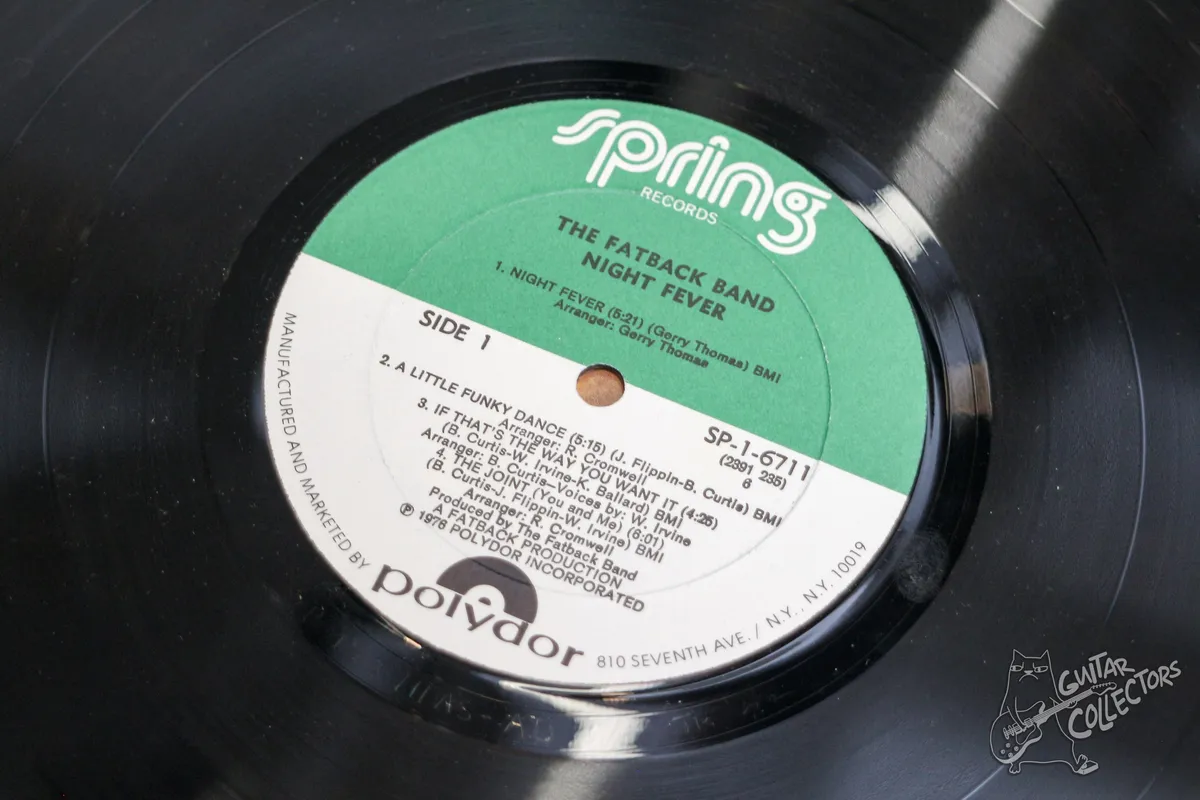 spring
RECORDS
THE FATBACK BAND
NIGHT FEVER
1. NIGHT FEVER (5:21) (Gerry Thomas) BMI
Arranger: Gerry Thomas
SIDE 1
SP-1-6711
(2391 235)
6
2. A LITTLE FUNKY DANCE (5:15) (J. Flippin-B. Curtis) BMI
Arranger: R. Cromwell
3. IF THAT'S THE WAY YOU WANT IT (4:25)
(B. Curtis-W. Irvine-K. Ballard) BMI
Arranger: B. Curtis-Voices by: W. Irvine
4. THE JOINT (You and Me) (6:01)
(B. Curtis-J. Flippin-W. Irvine) BMI
Arranger: R. Cromwell
Produced by The Fatback Band
A FATBACK PRODUCTION
℗ 1976 POLYDOR INCORPORATED
MANUFACTURED AND MARKETED BY
polydor
810 SEVENTH AVE. / N.Y., N.Y. 10019
GUITAR
COLLECTORS